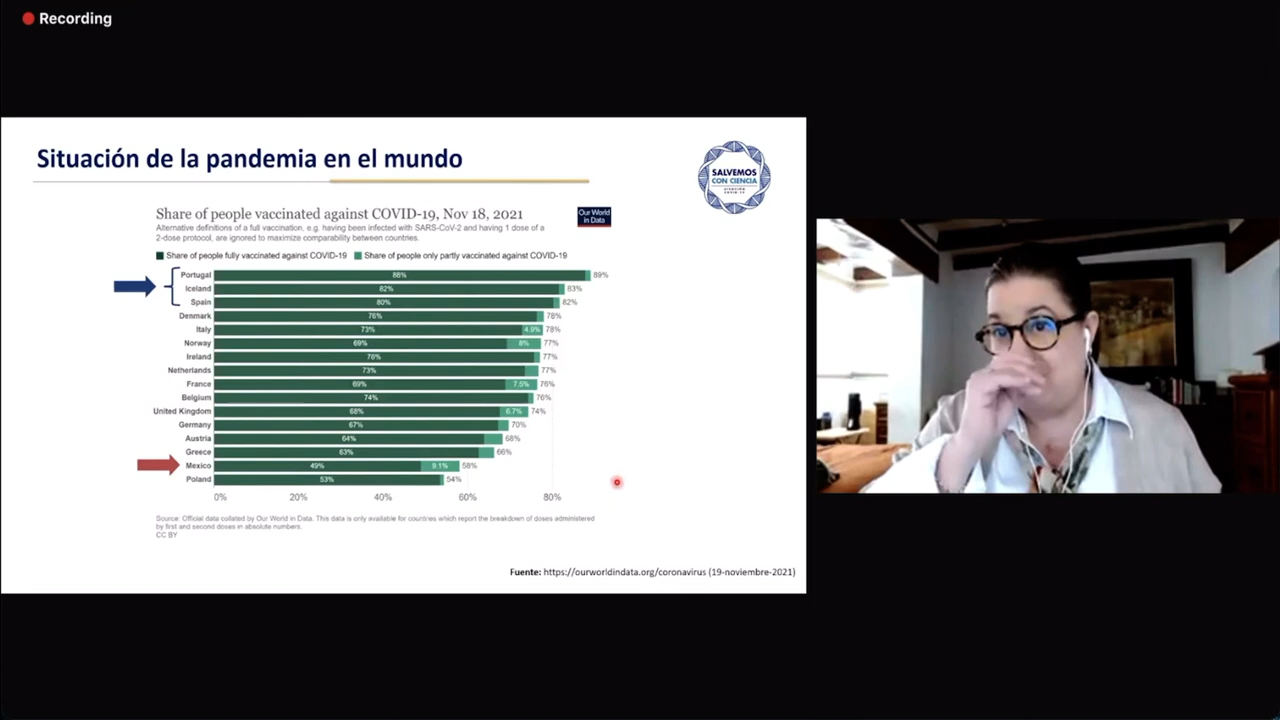 Recording
Situación de la pandemia en el mundo
SALVEMOS
CON CIENCIA
Share of people vaccinated against COVID-19, Nov 18, 2021
Our World
in Data
Alternative definitions of a full vaccination, e.g. having been infected with SARS-CoV-2 and having 1 dose of a
2-dose protocol, are ignored to maximize comparability between countries.
Share of people fully vaccinated against COVID-19 Share of people only partly vaccinated against COVID-19
Portugal 88% 89%
Iceland 82% 83%
Spain 80% 82%
Denmark 76% 78%
Italy 73% 4.9% 78%
Norway 69% 8% 77%
Ireland 76% 77%
Netherlands 73% 77%
France 69% 7.5% 76%
Belgium 74% 76%
United Kingdom 68% 6.7% 74%
Germany 67% 70%
Austria 64% 68%
Greece 63% 66%
Mexico 49% 9.1% 58%
Poland 53% 54%
0% 20% 40% 60% 80%
Source: Official data collated by Our World in Data. This data is only available for countries which report the breakdown of doses administered
by first and second doses in absolute numbers.
CC BY
Fuente: https://ourworldindata.org/coronavirus (19-noviembre-2021)